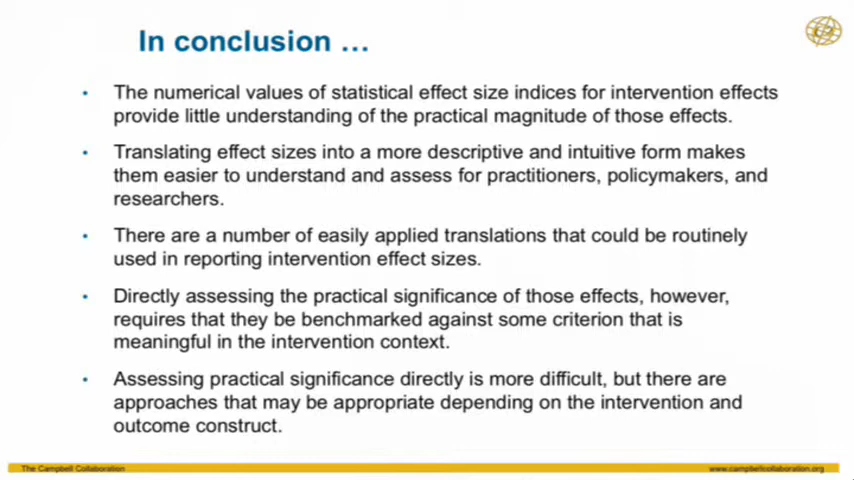 In conclusion …
• The numerical values of statistical effect size indices for intervention effects
provide little understanding of the practical magnitude of those effects.
• Translating effect sizes into a more descriptive and intuitive form makes
them easier to understand and assess for practitioners, policymakers, and
researchers.
• There are a number of easily applied translations that could be routinely
used in reporting intervention effect sizes.
• Directly assessing the practical significance of those effects, however,
requires that they be benchmarked against some criterion that is
meaningful in the intervention context.
• Assessing practical significance directly is more difficult, but there are
approaches that may be appropriate depending on the intervention and
outcome construct.
The Campbell Collaboration
www.campbellcollaboration.org